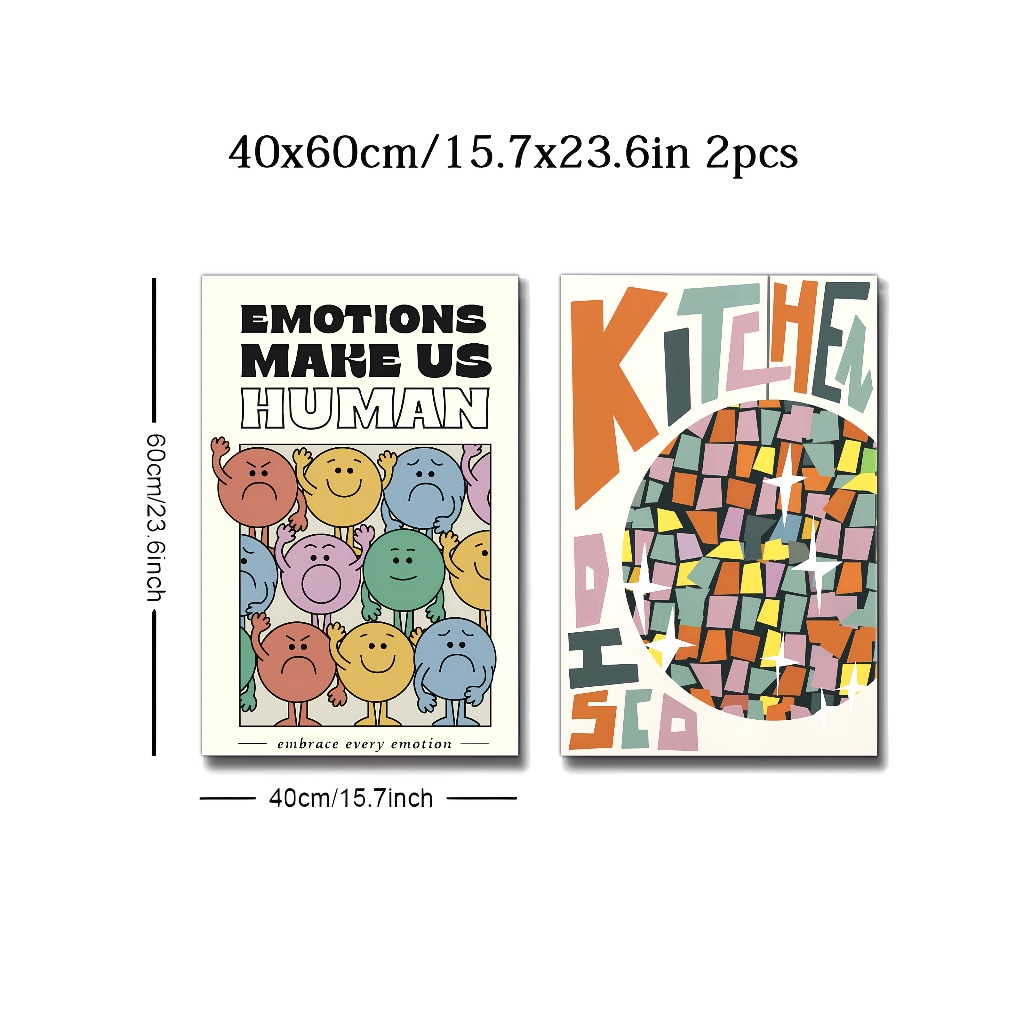 40x60cm/15.7x23.6in 2pcs
60cm/23.6inch
EMOTIONS
MAKE US
HUMAN
embrace every emotion
40cm/15.7inch
KITCHEN
DISCO